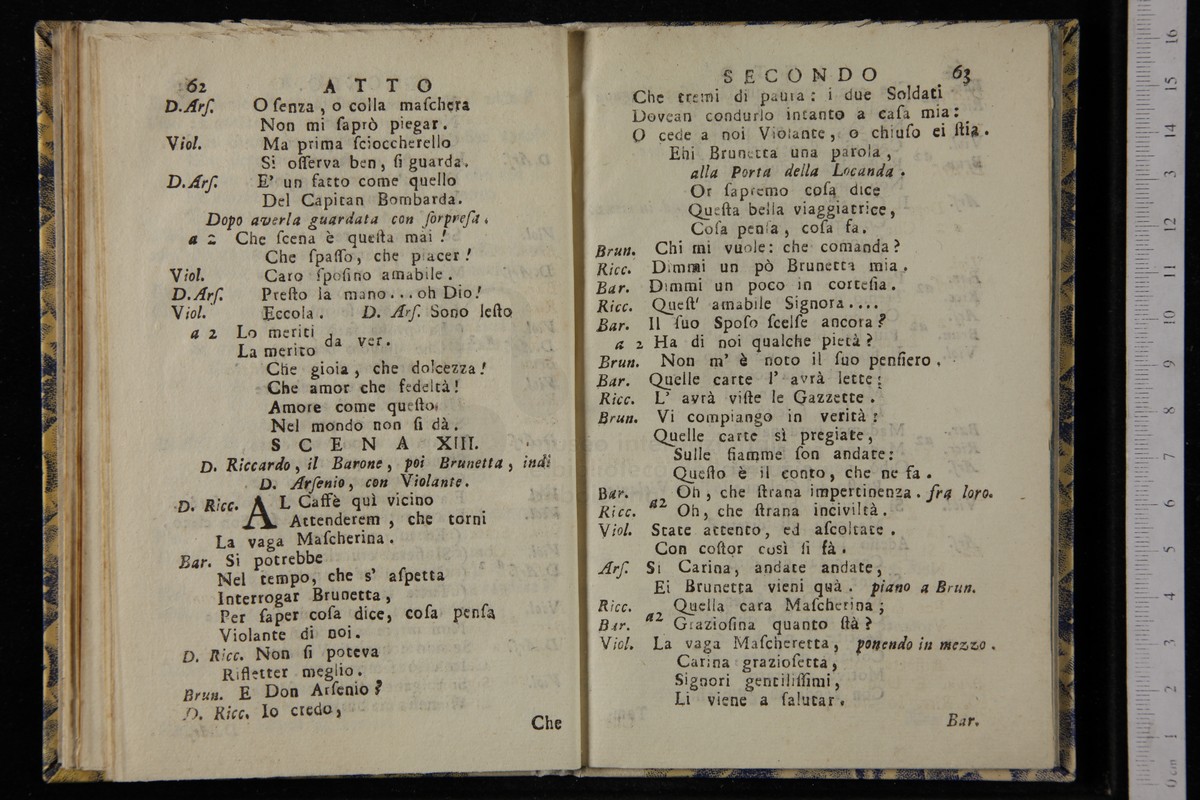 62 ATTO
D.Arſ. O ſenza, o colla maſchera
Non mi ſaprò piegar.
Viol. Ma prima ſcioccherello
Si oſſerva ben, ſi guarda.
D.Arſ. E' un fatto come quello
Del Capitan Bombarda.
Dopo averla guardata con ſorpreſa.
a 2 Che ſcena è queſta mai!
Che ſpaſſo, che piacer!
Viol. Caro ſpoſino amabile.
D.Arſ. Preſto la mano...oh Dio!
Viol. Eccola. D. Arſ. Sono leſto
a 2 Lo meriti
da ver.
La merito
Che gioia, che dolcezza!
Che amor che fedeltà!
Amore come queſto
Nel mondo non ſi dà.
SCENA XIII.
D. Riccardo, il Barone, poi Brunetta, indi
D. Arſenio, con Violante.
D. Ricc. AL Caffè quì vicino
Attenderem, che torni
La vaga Maſcherina.
Bar. Si potrebbe
Nel tempo, che s' aſpetta
Interrogar Brunetta,
Per ſaper coſa dice, coſa penſa
Violante di noi.
D. Ricc. Non ſi poteva
Rifletter meglio.
Brun. E Don Arſenio?
D. Ricc. Io credo,
Che
SECONDO 63
Che tremi di paura: i due Soldati
Dovean condurlo intanto a caſa mia:
O cede a noi Violante, o chiuſo ei ſtia.
Ehi Brunetta una parola,
alla Porta della Locanda.
Or ſapremo coſa dice
Queſta bella viaggiatrice,
Coſa penſa, coſa fa.
Brun. Chi mi vuole: che comanda?
Ricc. Dimmi un pò Brunetta mia.
Bar. Dimmi un poco in corteſia.
Ricc. Queſt' amabile Signora....
Bar. Il ſuo Spoſo ſcelſe ancora?
a 2 Ha di noi qualche pietà?
Brun. Non m' è noto il ſuo penſiero.
Bar. Quelle carte l' avrà lette:
Ricc. L' avrà viſte le Gazzette.
Brun. Vi compiango in verità:
Quelle carte sì pregiate,
Sulle fiamme ſon andate:
Queſto è il conto, che ne fa.
Bar. a2 Oh, che ſtrana impertinenza. fra loro.
Ricc. Oh, che ſtrana inciviltà.
Viol. State attento, ed aſcoltate.
Con coſtor così ſi fà.
Arſ. Si Carina, andate andate,
Ei Brunetta vieni quà. piano a Brun.
Ricc. a2 Quella cara Maſcherina;
Bar. Grazioſina quanto ſtà?
Viol. La vaga Maſcheretta, ponendo in mezzo.
Carina grazioſetta,
Signori gentiliſſimi,
Li viene a ſalutar.
Bar.